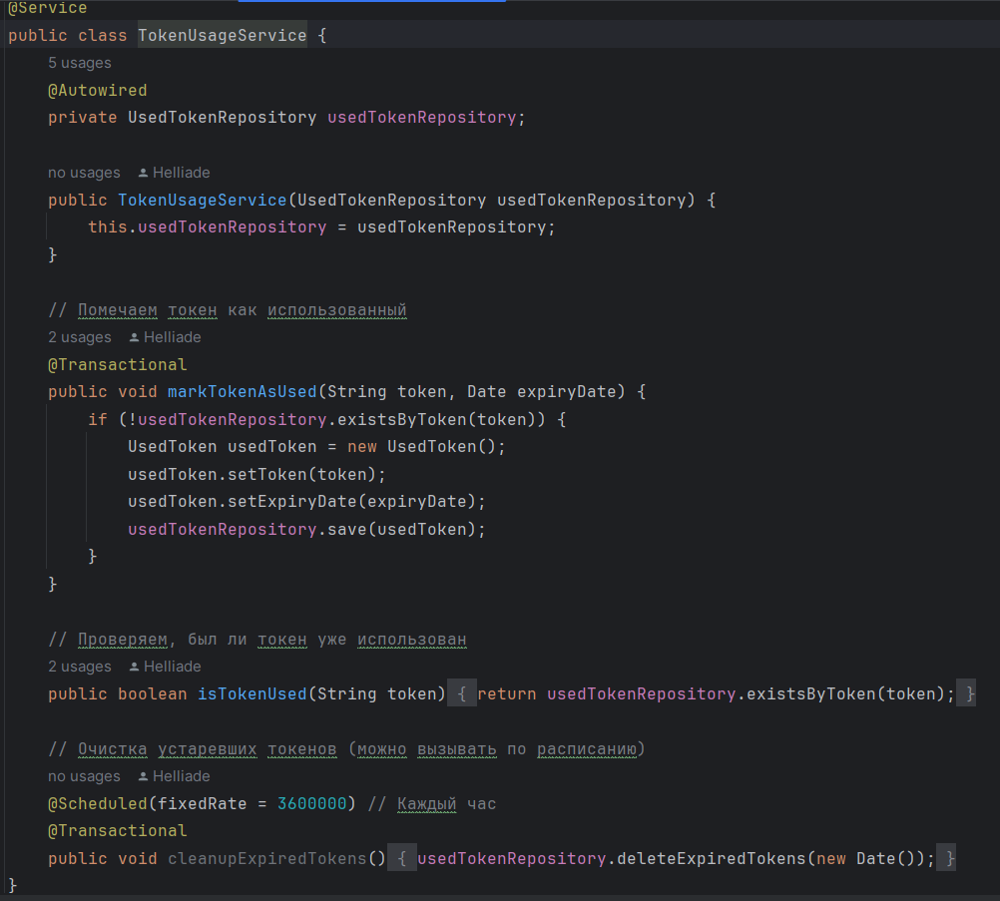 @Service
public class TokenUsageService {
5 usages
@Autowired
private UsedTokenRepository usedTokenRepository;
no usages Helliade
public TokenUsageService(UsedTokenRepository usedTokenRepository) {
this.usedTokenRepository = usedTokenRepository;
}
// Помечаем токен как использованный
2 usages Helliade
@Transactional
public void markTokenAsUsed(String token, Date expiryDate) {
if (!usedTokenRepository.existsByToken(token)) {
UsedToken usedToken = new UsedToken();
usedToken.setToken(token);
usedToken.setExpiryDate(expiryDate);
usedTokenRepository.save(usedToken);
}
}
// Проверяем, был ли токен уже использован
2 usages Helliade
public boolean isTokenUsed(String token) { return usedTokenRepository.existsByToken(token); }
// Очистка устаревших токенов (можно вызывать по расписанию)
no usages Helliade
@Scheduled(fixedRate = 3600000) // Каждый час
@Transactional
public void cleanupExpiredTokens() { usedTokenRepository.deleteExpiredTokens(new Date()); }
}